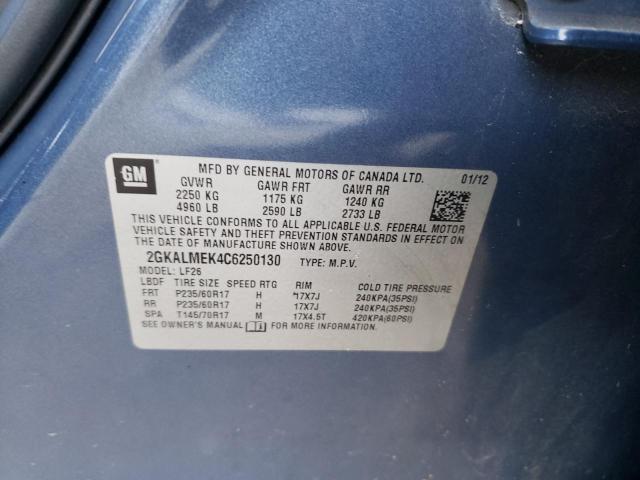 GM
MFD BY GENERAL MOTORS OF CANADA LTD. 01/12
GVWR GAWR FRT GAWR RR
2250 KG 1175 KG 1240 KG
4960 LB 2590 LB 2733 LB
THIS VEHICLE CONFORMS TO ALL APPLICABLE U.S. FEDERAL MOTOR
VEHICLE SAFETY AND THEFT PREVENTION STANDARDS IN EFFECT ON
THE DATE OF MANUFACTURE SHOWN ABOVE.
2GKALMEK4C6250130 TYPE: M.P.V.
MODEL: LF26
LBDF TIRE SIZE SPEED RTG RIM COLD TIRE PRESSURE
FRT P235/60R17 H *17X7J 240KPA(35PSI)
RR P235/60R17 H 17X7J 240KPA(35PSI)
SPA T145/70R17 M 17X4.5T 420KPA(60PSI)
SEE OWNER'S MANUAL FOR MORE INFORMATION.